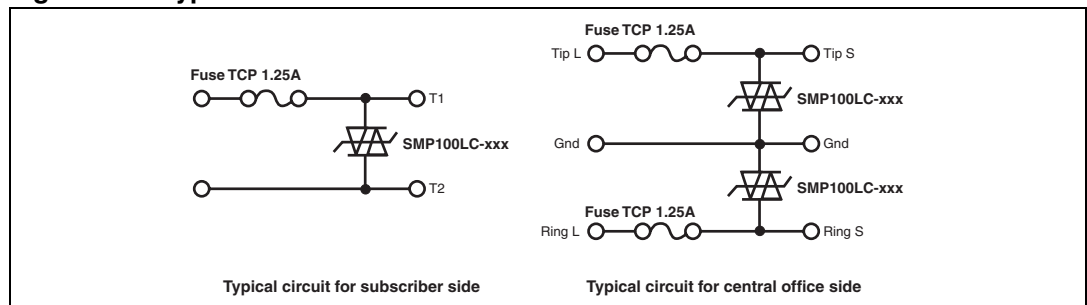 Fuse TCP 1.25A
T1
SMP100LC-xxx
T2
Typical circuit for subscriber side
Fuse TCP 1.25A
Tip L
Tip S
SMP100LC-xxx
Gnd
Gnd
SMP100LC-xxx
Fuse TCP 1.25A
Ring L
Ring S
Typical circuit for central office side